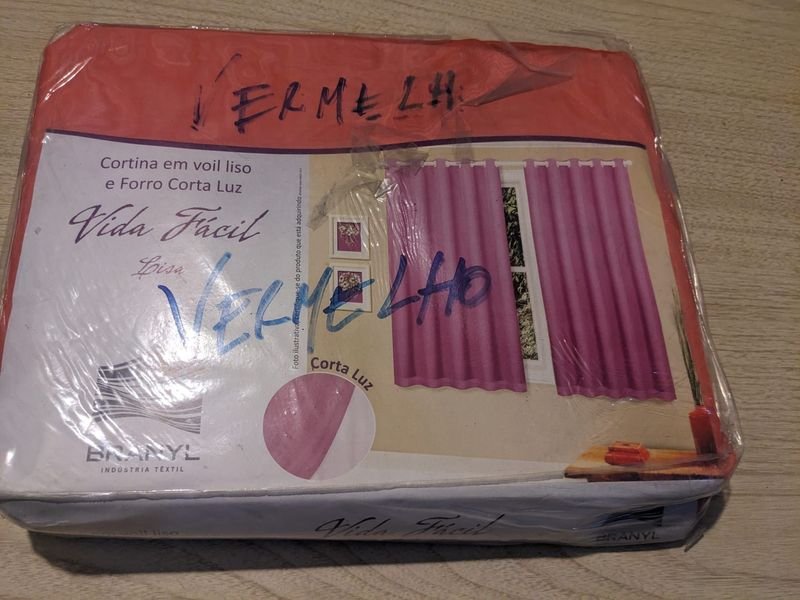 VERMELH
Cortina em voil liso
e Forro Corta Luz
Vida Fácil
Lisa
VERMELHO
Corta Luz
BRANYL
INDÚSTRIA TÊXTIL
Vida Fácil
BRANYL